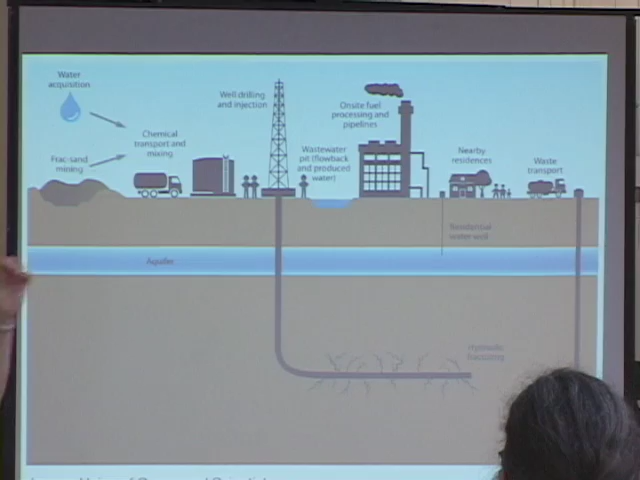 Water
acquisition
Frac-sand
mining
Chemical
transport and
mixing
Well drilling
and injection
Wastewater
pit (flowback
and produced
water)
Onsite fuel
processing and
pipelines
Nearby
residences
Waste
transport
Residential
water well
Aquifer
Hydraulic
fracturing